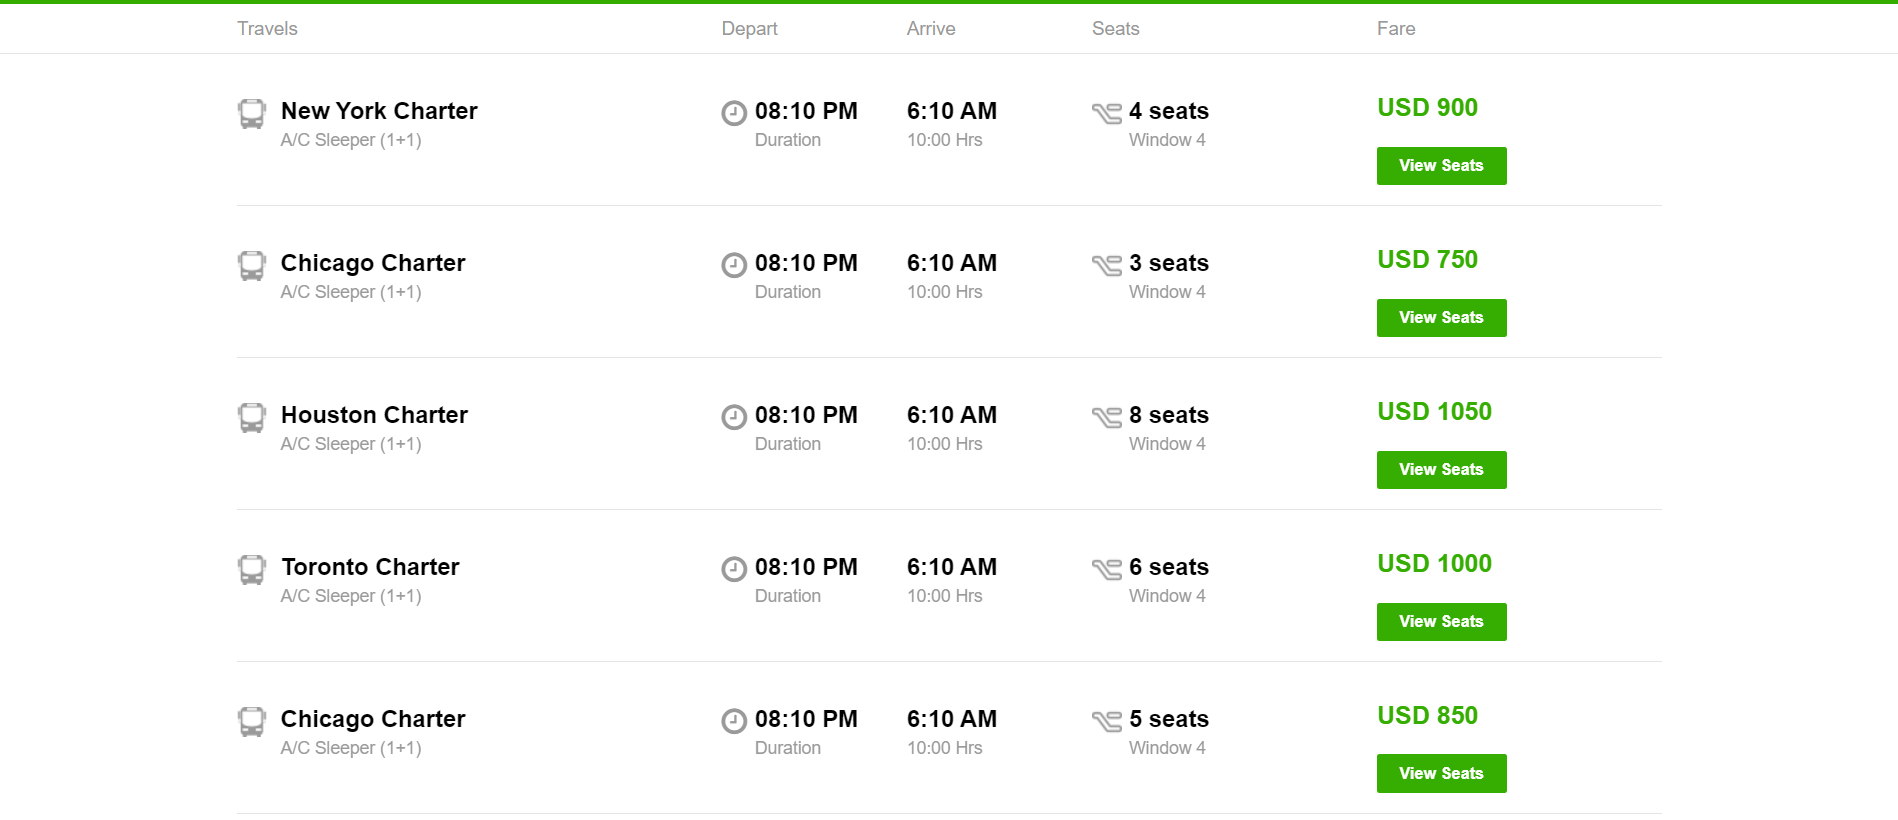 Travels Depart Arrive Seats Fare
New York Charter 08:10 PM 6:10 AM 4 seats USD 900
A/C Sleeper (1+1) Duration 10:00 Hrs Window 4
View Seats
Chicago Charter 08:10 PM 6:10 AM 3 seats USD 750
A/C Sleeper (1+1) Duration 10:00 Hrs Window 4
View Seats
Houston Charter 08:10 PM 6:10 AM 8 seats USD 1050
A/C Sleeper (1+1) Duration 10:00 Hrs Window 4
View Seats
Toronto Charter 08:10 PM 6:10 AM 6 seats USD 1000
A/C Sleeper (1+1) Duration 10:00 Hrs Window 4
View Seats
Chicago Charter 08:10 PM 6:10 AM 5 seats USD 850
A/C Sleeper (1+1) Duration 10:00 Hrs Window 4
View Seats